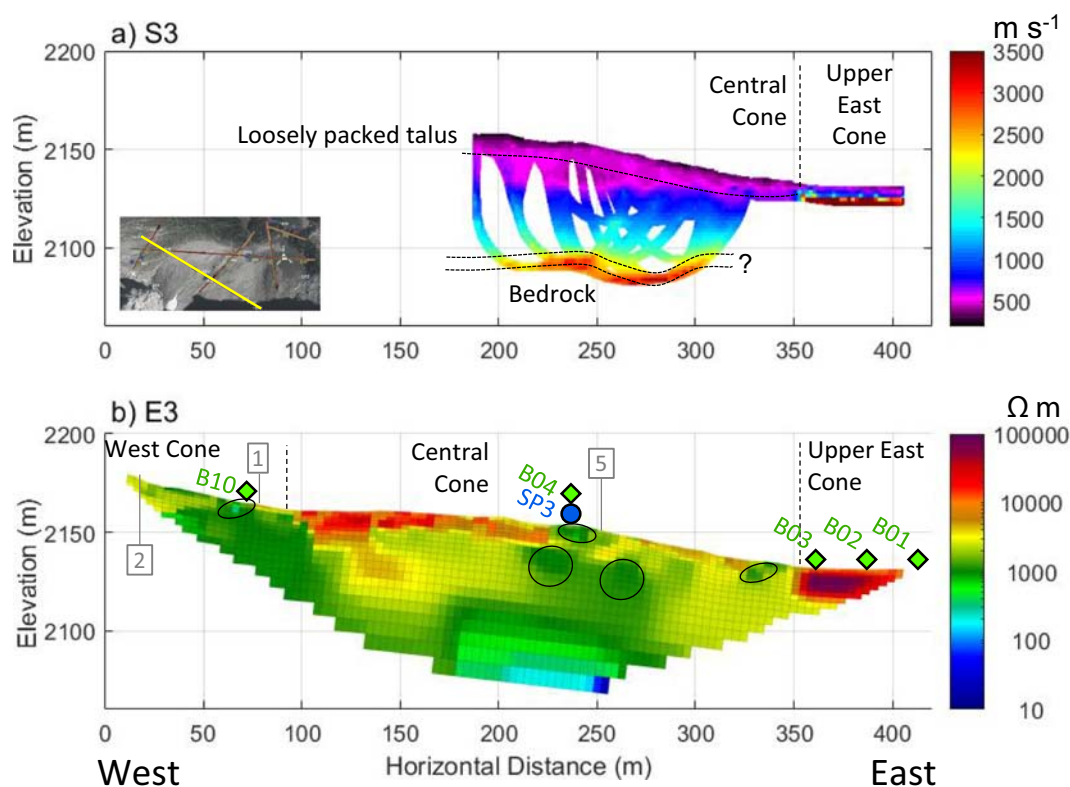 a) S3
m s⁻¹
2200
2150
2100
Elevation (m)
Loosely packed talus
Central
Cone
Upper
East
Cone
Bedrock
?
3500
3000
2500
2000
1500
1000
500
0
50
100
150
200
250
300
350
400
b) E3
Ω m
2200
2150
2100
Elevation (m)
West Cone
1
B10
2
Central
Cone
B04
SP3
5
Upper East
Cone
B03
B02
B01
100000
10000
1000
100
10
0
50
100
150
200
250
300
350
400
West
Horizontal Distance (m)
East